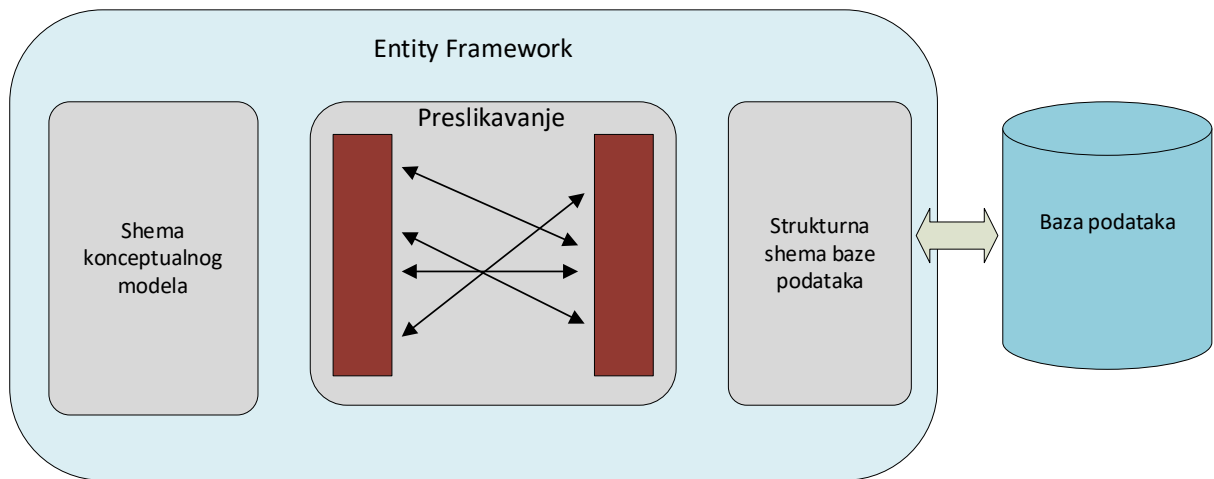 Entity Framework
Shema
konceptualnog
modela
Preslikavanje
Strukturna
shema baze
podataka
Baza podataka